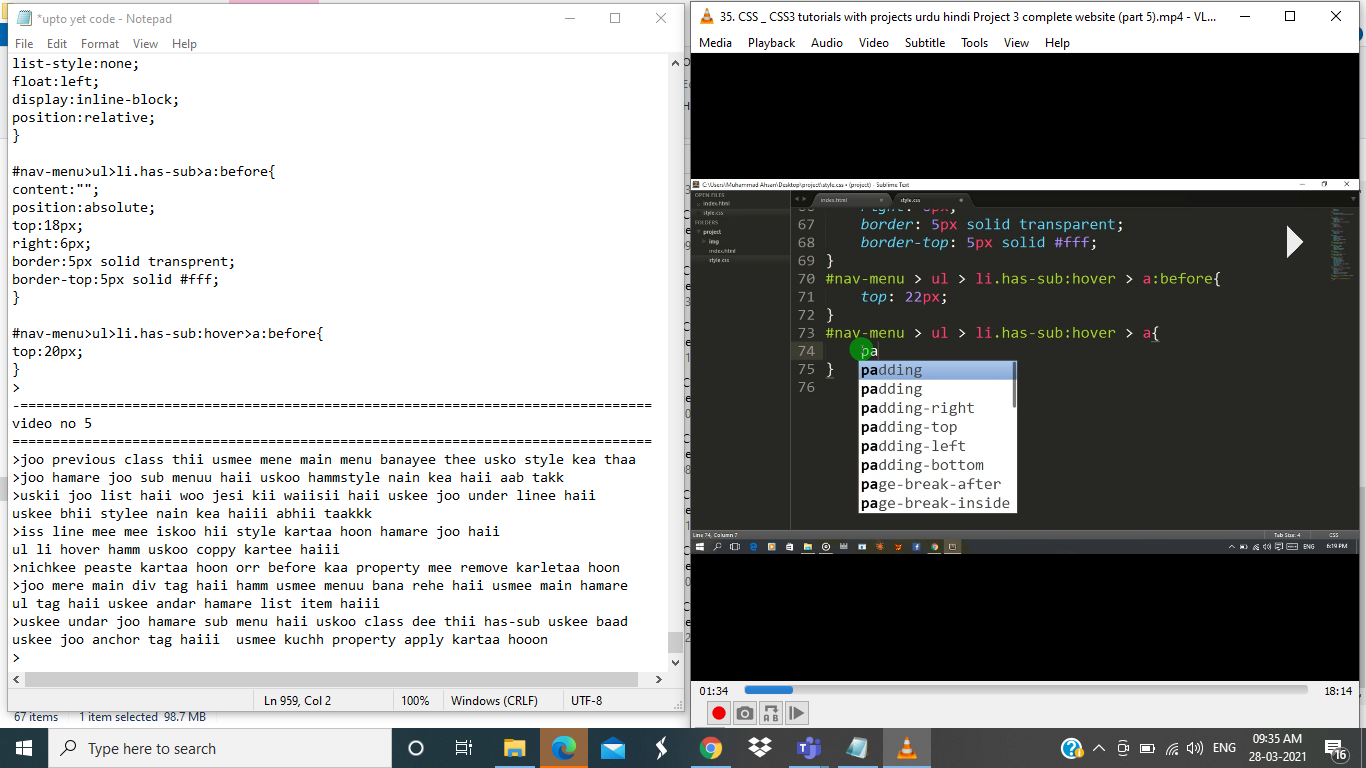 *upto yet code - Notepad
File Edit Format View Help
list-style:none;
float:left;
display:inline-block;
position:relative;
}
#nav-menu>ul>li.has-sub>a:before{
content:"";
position:absolute;
top:18px;
right:6px;
border:5px solid transprent;
border-top:5px solid #fff;
}
#nav-menu>ul>li.has-sub:hover>a:before{
top:20px;
}
>
-================================================================================
video no 5
=================================================================================
>joo previous class thii usmee mene main menu banayee thee usko style kea thaa
>joo hamare joo sub menuu haii uskoo hammstyle nain kea haii aab takk
>uskii joo list haii woo jesi kii waiisii haii uskee joo under linee haii
uskee bhii stylee nain kea haiii abhii taakkk
>iss line mee mee iskoo hii style kartaa hoon hamare joo haii
ul li hover hamm uskoo coppy kartee haiii
>nichkee peaste kartaa hoon orr before kaa property mee remove karletaa hoon
>joo mere main div tag haii hamm usmee menuu bana rehe haii usmee main hamare
ul tag haii uskee andar hamare list item haiii
>uskee undar joo hamare sub menu haii uskoo class dee thii has-sub uskee baad
uskee joo anchor tag haiii  usmee kuchh property apply kartaa hooon
>
Ln 959, Col 2 100% Windows (CRLF) UTF-8
67 items 1 item selected 98.7 MB
35. CSS _ CSS3 tutorials with projects urdu hindi Project 3 complete website (part 5).mp4 - VL...
Media Playback Audio Video Subtitle Tools View Help
C:\Users\Muhammad Ahsan\Desktop\project\style.css • (project) - Sublime Text
OPEN FILES
index.html
style.css
FOLDERS
project
img
index.html
style.css
index.html style.css
67 border: 5px solid transparent;
68 border-top: 5px solid #fff;
69 }
70 #nav-menu > ul > li.has-sub:hover > a:before{
71 top: 22px;
72 }
73 #nav-menu > ul > li.has-sub:hover > a{
74 pa
75 }
76
padding
padding
padding-right
padding-top
padding-left
padding-bottom
page-break-after
page-break-inside
Line 74, Column 7 Tab Size: 4 CSS
ENG 6:19 PM
01:34 18:14
Type here to search
ENG 09:35 AM
28-03-2021
16